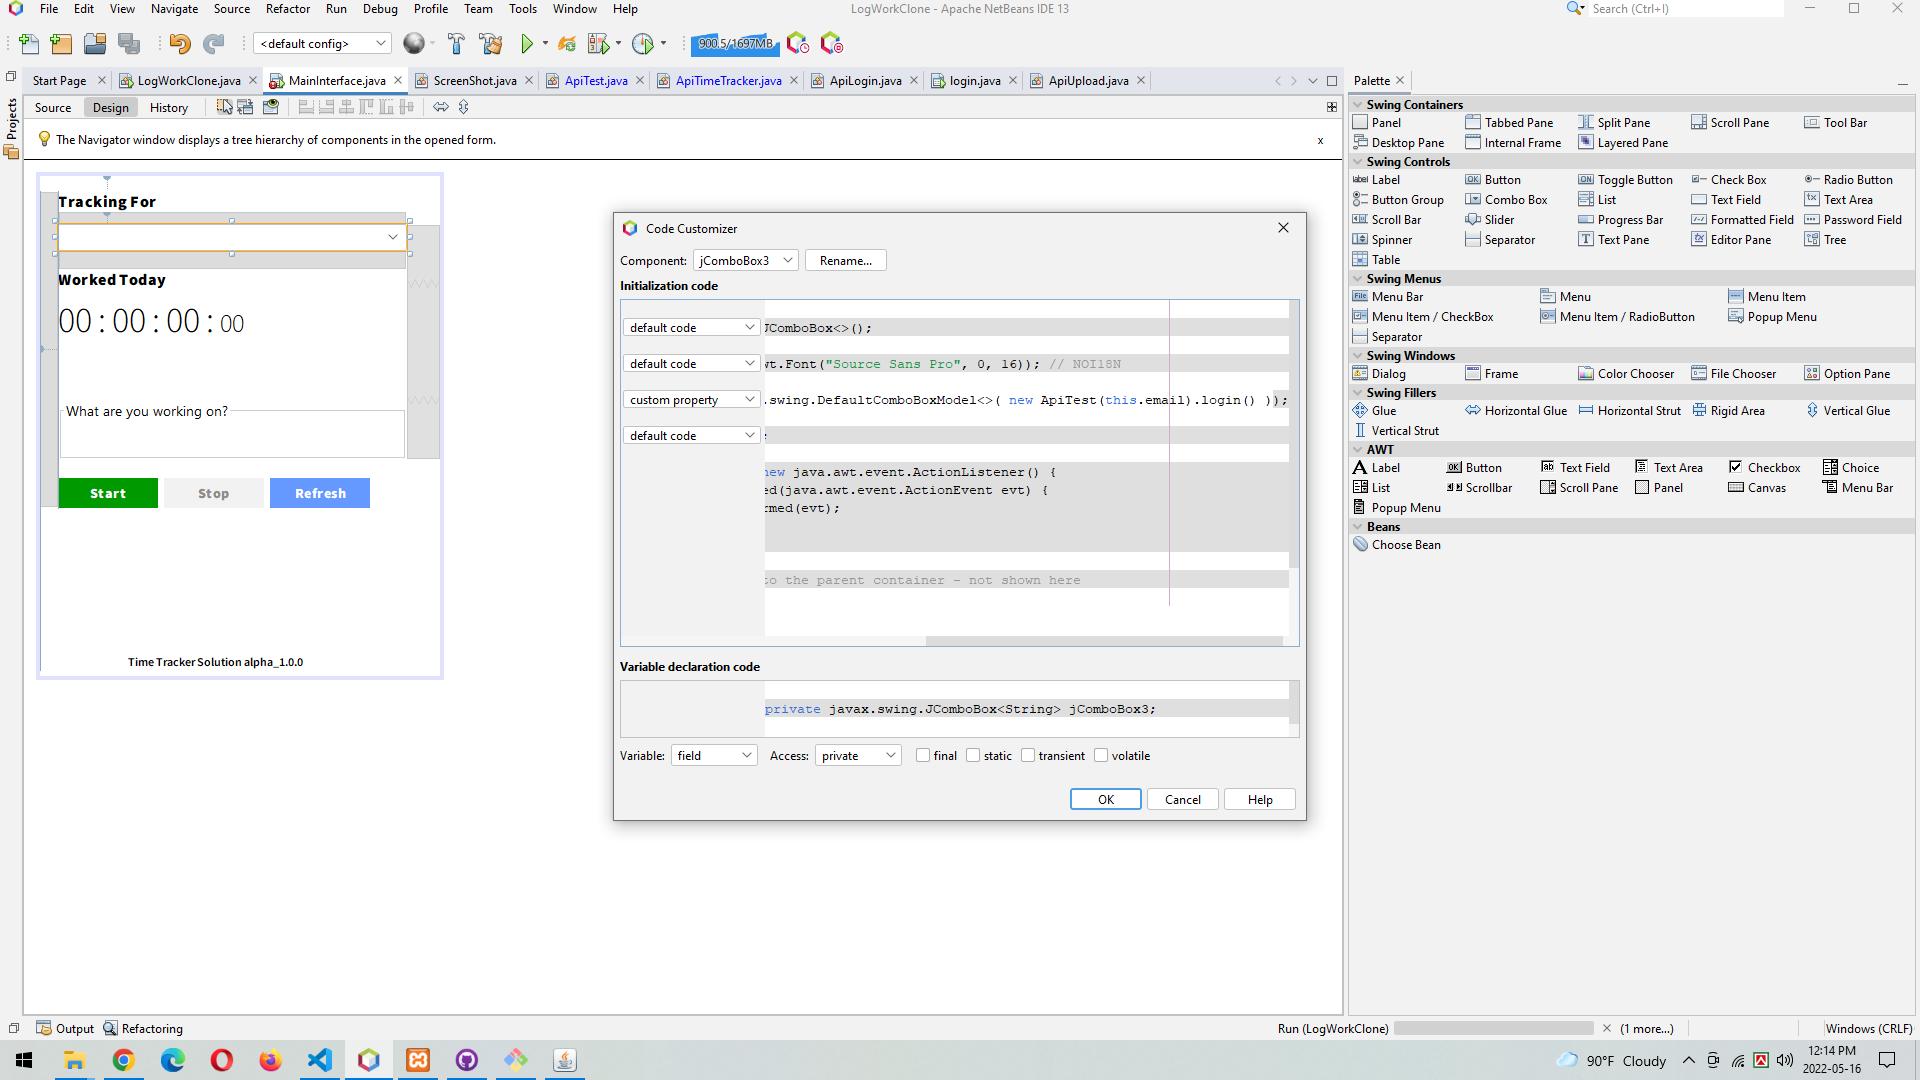 File Edit View Navigate Source Refactor Run Debug Profile Team Tools Window Help
LogWorkClone - Apache NetBeans IDE 13
Search (Ctrl+I)
<default config>
900.5/1697MB
Start Page
LogWorkClone.java
MainInterface.java
ScreenShot.java
ApiTest.java
ApiTimeTracker.java
ApiLogin.java
login.java
ApiUpload.java
Palette
Projects
Source Design History
The Navigator window displays a tree hierarchy of components in the opened form.
x
Tracking For
Worked Today
00 : 00 : 00 : 00
What are you working on?
Start Stop Refresh
Time Tracker Solution alpha_1.0.0
Code Customizer
Component: jComboBox3 Rename...
Initialization code
default code JComboBox<>();
default code wt.Font("Source Sans Pro", 0, 16)); // NOI18N
custom property .swing.DefaultComboBoxModel<>( new ApiTest(this.email).login() ));
default code ;
new java.awt.event.ActionListener() {
ed(java.awt.event.ActionEvent evt) {
rmed(evt);
to the parent container - not shown here
Variable declaration code
private javax.swing.JComboBox<String> jComboBox3;
Variable: field Access: private final static transient volatile
OK Cancel Help
Swing Containers
Panel Tabbed Pane Split Pane Scroll Pane Tool Bar
Desktop Pane Internal Frame Layered Pane
Swing Controls
label Label OK Button ON Toggle Button Check Box Radio Button
Button Group Combo Box List Text Field Text Area
Scroll Bar Slider Progress Bar Formatted Field Password Field
Spinner Separator Text Pane Editor Pane Tree
Table
Swing Menus
File Menu Bar Menu Menu Item
Menu Item / CheckBox Menu Item / RadioButton Popup Menu
Separator
Swing Windows
Dialog Frame Color Chooser File Chooser Option Pane
Swing Fillers
Glue Horizontal Glue Horizontal Strut Rigid Area Vertical Glue
Vertical Strut
AWT
A Label OK Button Text Field Text Area Checkbox Choice
List Scrollbar Scroll Pane Panel Canvas Menu Bar
Popup Menu
Beans
Choose Bean
Output Refactoring
Run (LogWorkClone) (1 more...) Windows (CRLF)
90°F Cloudy
12:14 PM
2022-05-16